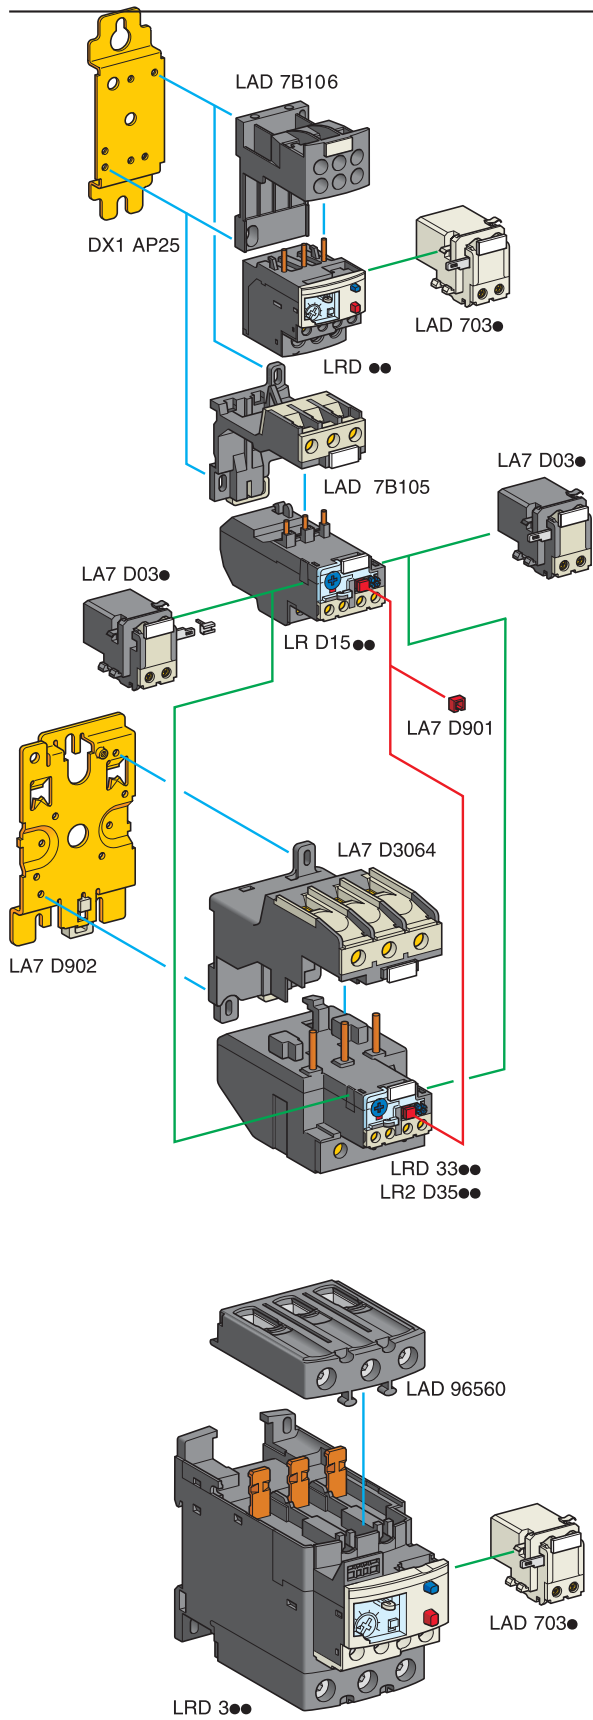 LAD 7B106
DX1 AP25
LAD 703●
LRD ●●
LAD 7B105
LA7 D03●
LA7 D03●
LR D15●●
LA7 D901
LA7 D3064
LA7 D902
LRD 33●●
LR2 D35●●
LAD 96560
LAD 703●
LRD 3●●